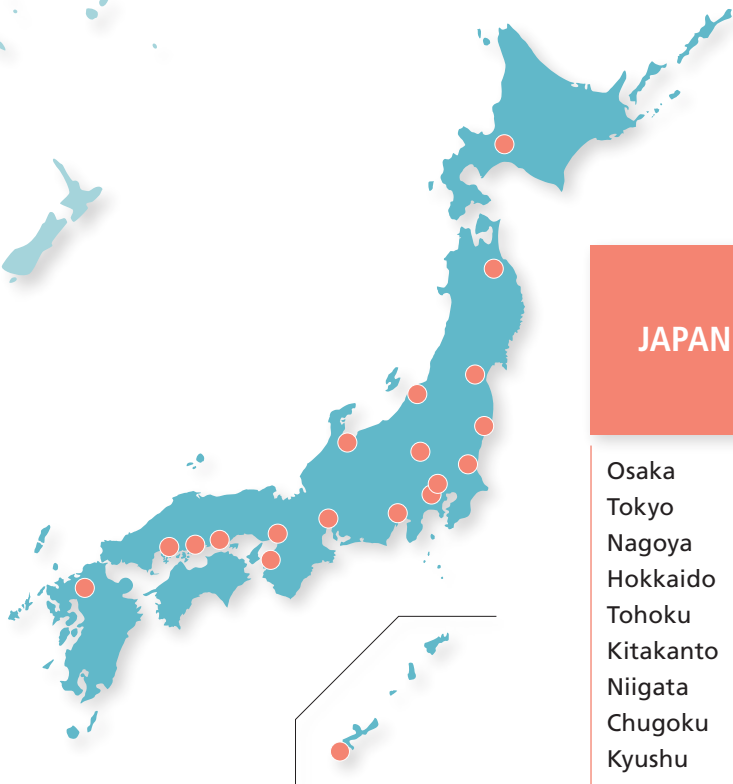 JAPAN
Osaka
Tokyo
Nagoya
Hokkaido
Tohoku
Kitakanto
Niigata
Chugoku
Kyushu